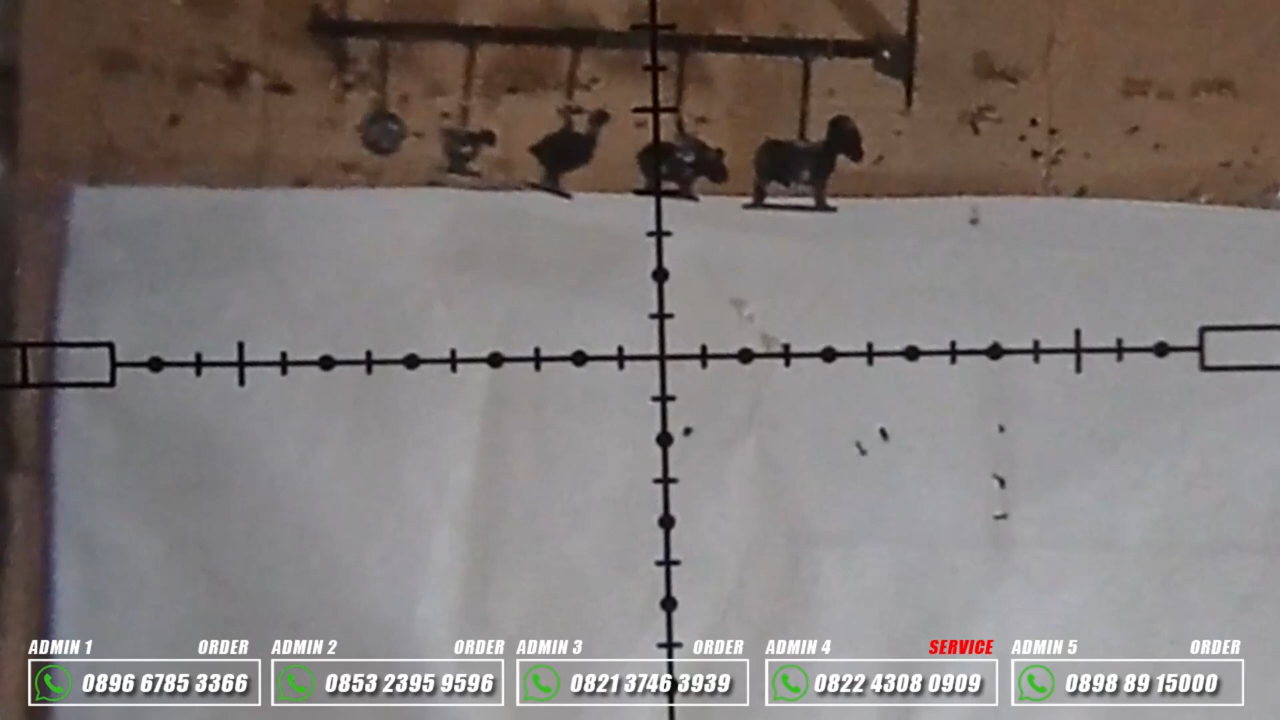 ADMIN 1 ORDER ADMIN 2 ORDER ADMIN 3 ORDER ADMIN 4 SERVICE ADMIN 5 ORDER
0896 6785 3366 0853 2395 9596 0821 3746 3939 0822 4308 0909 0898 89 15000